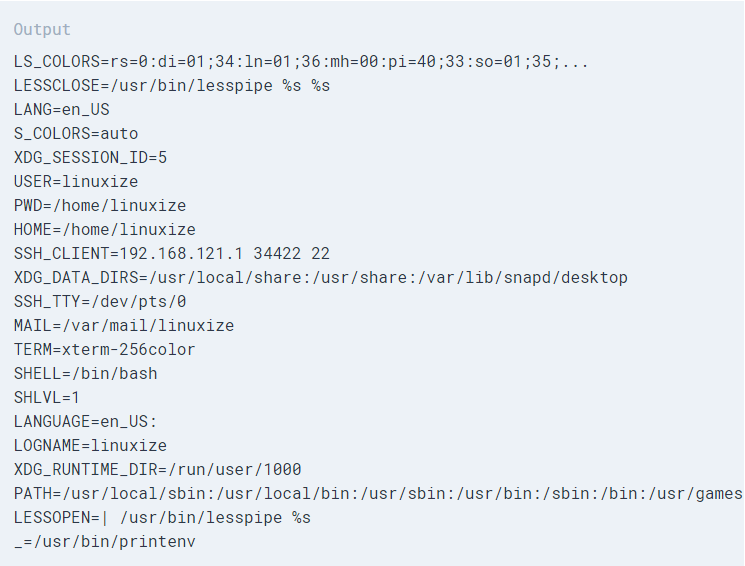 Output
LS_COLORS=rs=0:di=01;34:ln=01;36:mh=00:pi=40;33:so=01;35;...
LESSCLOSE=/usr/bin/lesspipe %s %s
LANG=en_US
S_COLORS=auto
XDG_SESSION_ID=5
USER=linuxize
PWD=/home/linuxize
HOME=/home/linuxize
SSH_CLIENT=192.168.121.1 34422 22
XDG_DATA_DIRS=/usr/local/share:/usr/share:/var/lib/snapd/desktop
SSH_TTY=/dev/pts/0
MAIL=/var/mail/linuxize
TERM=xterm-256color
SHELL=/bin/bash
SHLVL=1
LANGUAGE=en_US:
LOGNAME=linuxize
XDG_RUNTIME_DIR=/run/user/1000
PATH=/usr/local/sbin:/usr/local/bin:/usr/sbin:/usr/bin:/sbin:/bin:/usr/games
LESSOPEN=| /usr/bin/lesspipe %s
_=/usr/bin/printenv